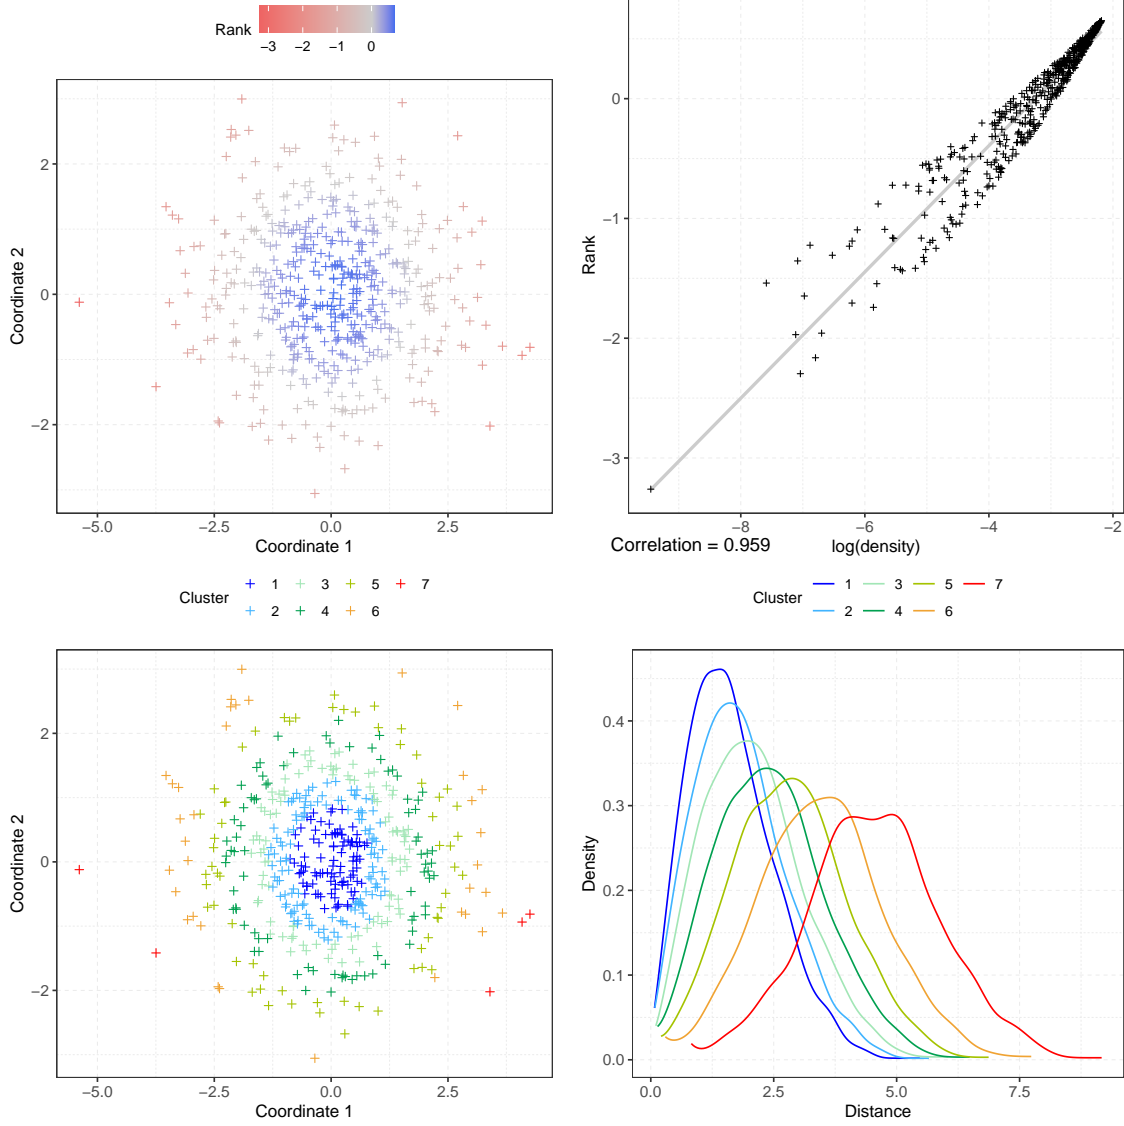 Rank
−3 −2 −1 0
Coordinate 2
2
0
−2
−5.0 −2.5 0.0 2.5
Coordinate 1
Rank
0
−1
−2
−3
−8 −6 −4 −2
Correlation = 0.959
log(density)
Cluster
1 3 5 7
2 4 6
Coordinate 2
2
0
−2
−5.0 −2.5 0.0 2.5
Coordinate 1
Cluster
1 3 5 7
2 4 6
Density
0.4
0.3
0.2
0.1
0.0
0.0 2.5 5.0 7.5
Distance